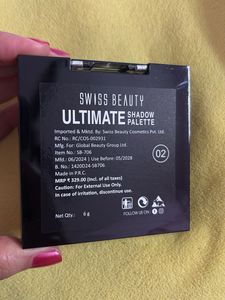 SWISS BEAUTY
ULTIMATE SHADOW PALETTE
Imported & Mktd. By: Swiss Beauty Cosmetics Pvt. Ltd.
RC No.: RC/COS-002931
Mfg. For: Global Beauty Group Ltd.
Item No.: SB-706
Mfd.: 06/2024 | Use Before: 05/2028
B. No.: 1420024-SB706
Made in P.R.C
MRP ₹ 329.00 (Incl. of all taxes)
Caution: For External Use Only.
In case of irritation, discontinue use.
02
Net Qty.: 6 g
FOLLOW US ON